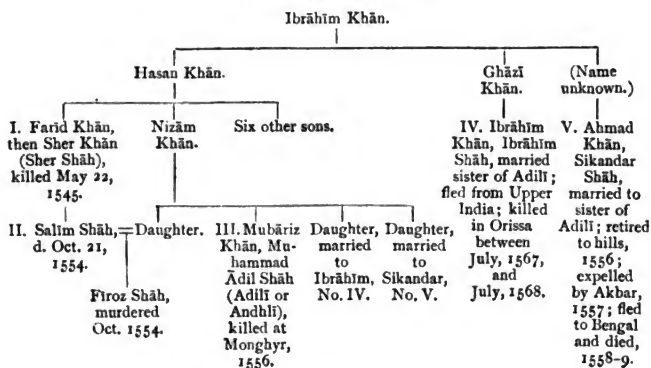 Ibrāhīm Khān.
Hasan Khān.
Ghāzī
Khān.
(Name
unknown.)
I. Farīd Khān,
then Sher Khān
(Sher Shāh),
killed May 22,
1545.
Nizām
Khān.
Six other sons.
IV. Ibrāhīm
Khān, Ibrāhīm
Shāh, married
sister of Adilī;
fled from Upper
India; killed
in Orissa
between
July, 1567,
and
July, 1568.
V. Ahmad
Khān,
Sikandar
Shāh,
married to
sister of
Adilī; retired
to hills,
1556;
expelled
by Akbar,
1557; fled
to Bengal
and died,
1558-9.
II. Salīm Shāh,
d. Oct. 21,
1554.
=Daughter.
III. Mubāriz
Khān, Mu-
hammad
Ādil Shāh
(Adilī or
Andhlī),
killed at
Monghyr,
1556.
Daughter,
married
to
Ibrāhīm,
No. IV.
Daughter,
married
to
Sikandar,
No. V.
Fīroz Shāh,
murdered
Oct. 1554.